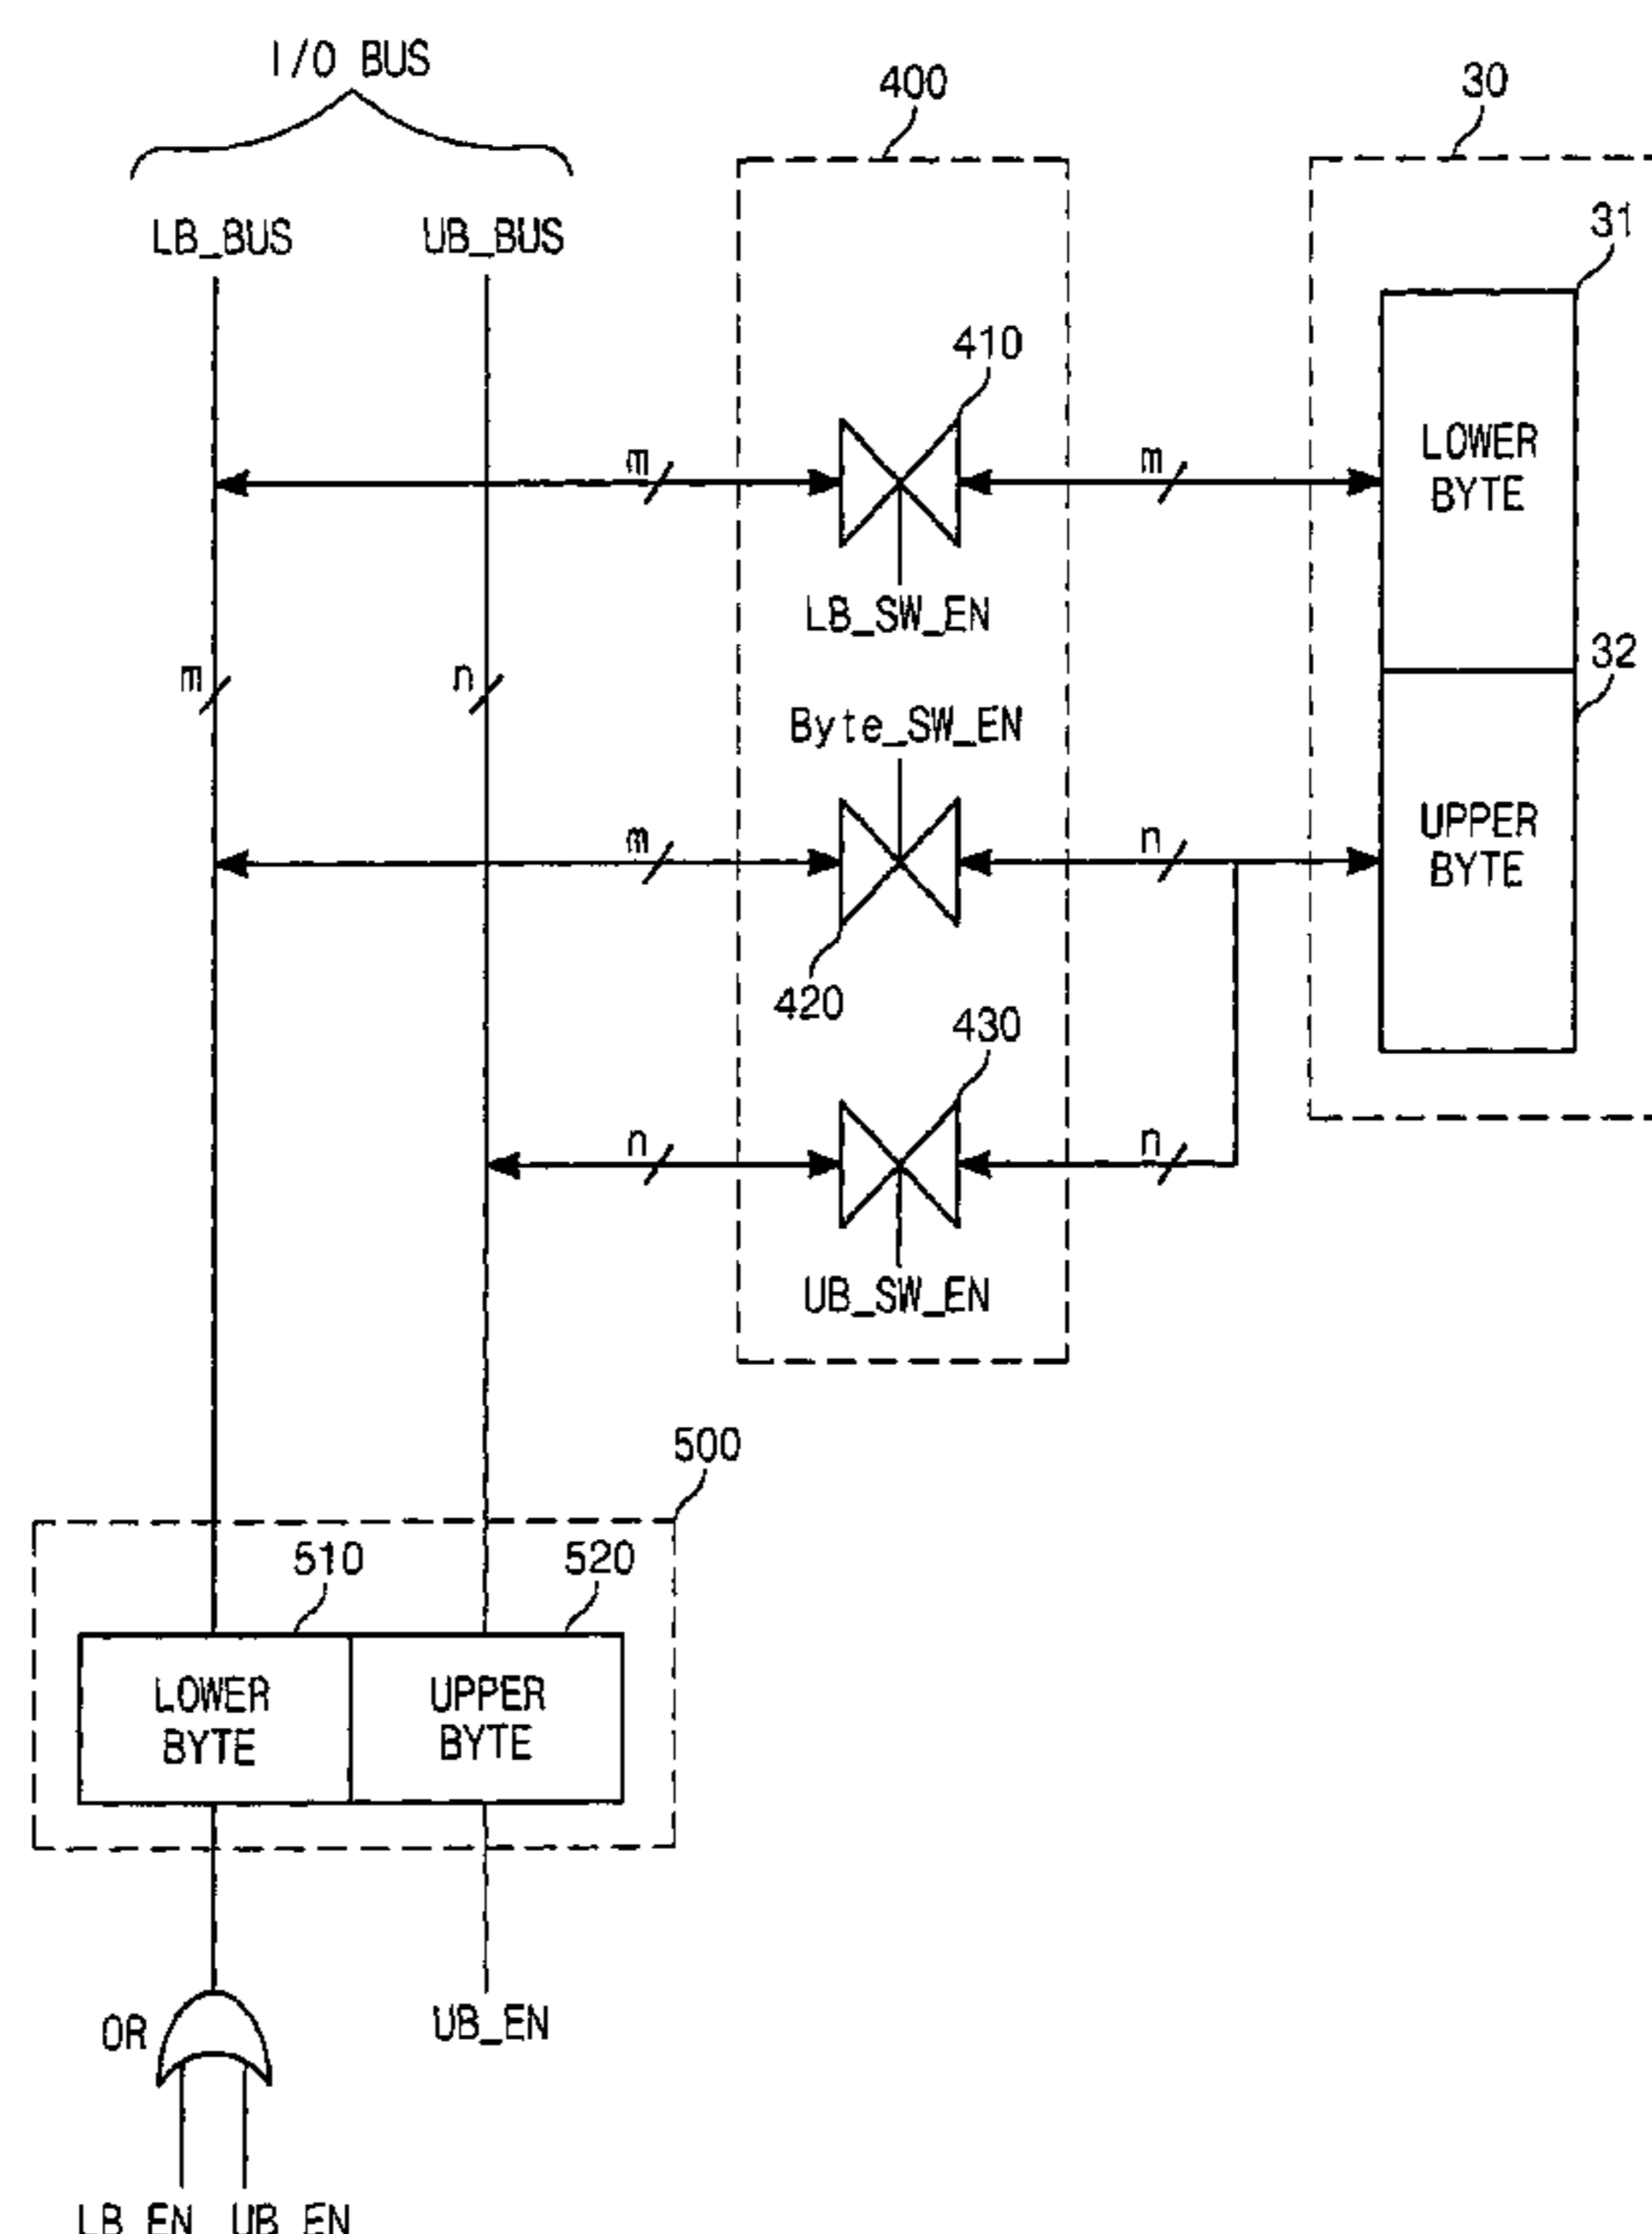 I/O BUS
400
30
31
LB_BUS
UB_BUS
410
LOWER
BYTE
m
m
LB_SW_EN
32
m
n
Byte_SW_EN
UPPER
BYTE
m
n
420
430
n
n
UB_SW_EN
500
510
520
LOWER
BYTE
UPPER
BYTE
OR
UB_EN
LB_EN
UB_EN